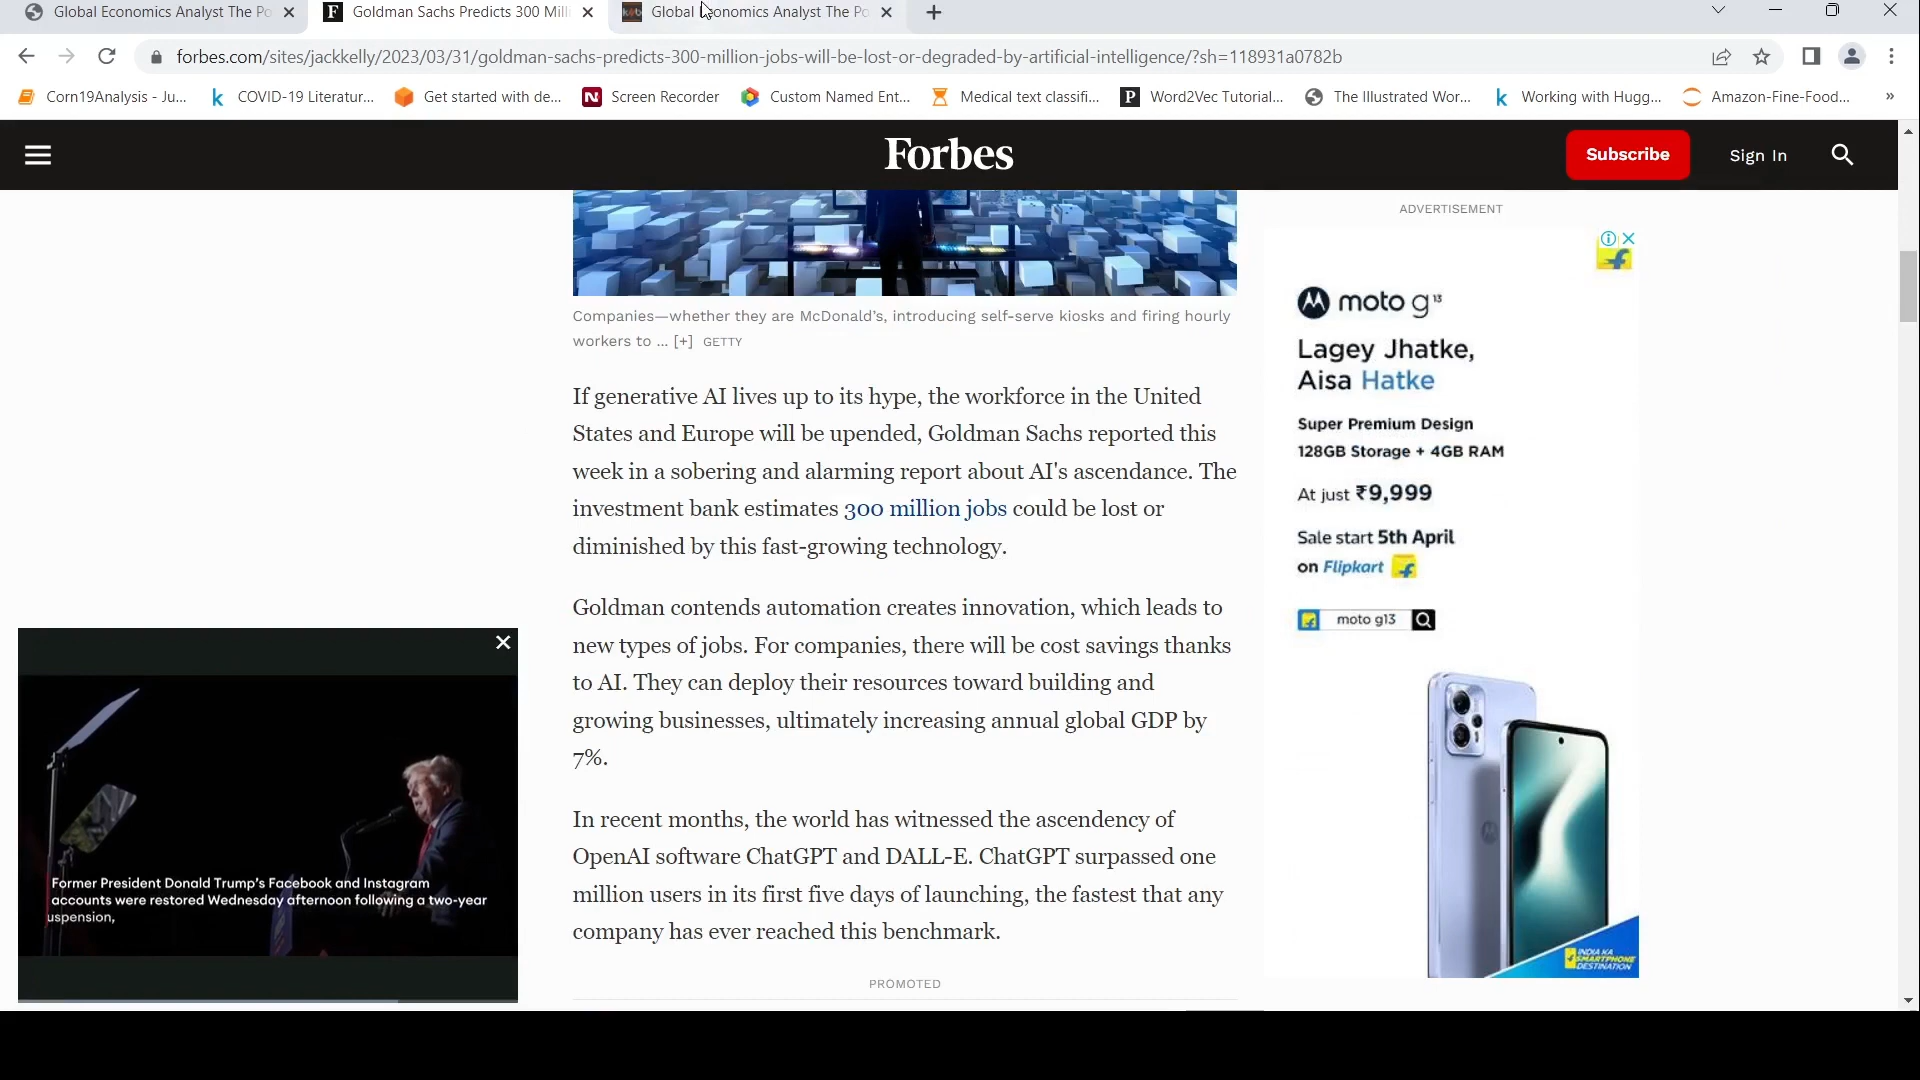 Global Economics Analyst The Po
Goldman Sachs Predicts 300 Mill
Global Economics Analyst The Po
forbes.com/sites/jackkelly/2023/03/31/goldman-sachs-predicts-300-million-jobs-will-be-lost-or-degraded-by-artificial-intelligence/?sh=118931a0782b
Corn19Analysis - Ju...
COVID-19 Literatur...
Get started with de...
Screen Recorder
Custom Named Ent...
Medical text classifi...
Word2Vec Tutorial...
The Illustrated Wor...
Working with Hugg...
Amazon-Fine-Food...
»
Forbes
Subscribe
Sign In
Companies—whether they are McDonald's, introducing self-serve kiosks and firing hourly
workers to ... [+] GETTY
If generative AI lives up to its hype, the workforce in the United
States and Europe will be upended, Goldman Sachs reported this
week in a sobering and alarming report about AI's ascendance. The
investment bank estimates 300 million jobs could be lost or
diminished by this fast-growing technology.
Goldman contends automation creates innovation, which leads to
new types of jobs. For companies, there will be cost savings thanks
to AI. They can deploy their resources toward building and
growing businesses, ultimately increasing annual global GDP by
7%.
In recent months, the world has witnessed the ascendency of
OpenAI software ChatGPT and DALL-E. ChatGPT surpassed one
million users in its first five days of launching, the fastest that any
company has ever reached this benchmark.
PROMOTED
Former President Donald Trump's Facebook and Instagram
accounts were restored Wednesday afternoon following a two-year
uspension,
ADVERTISEMENT
moto g13
Lagey Jhatke,
Aisa Hatke
Super Premium Design
128GB Storage + 4GB RAM
At just ₹9,999
Sale start 5th April
on Flipkart
moto g13
INDIA KA
SMARTPHONE
DESTINATION